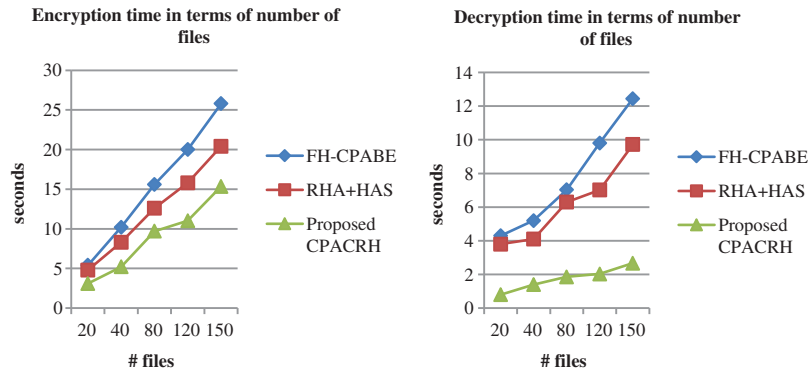 Encryption time in terms of number of
files
30
25
20
15
10
5
0
seconds
20 40 80 120 150
# files
FH-CPABE
RHA+HAS
Proposed
CPACRH
Decryption time in terms of number
of files
14
12
10
8
6
4
2
0
seconds
20 40 80 120 150
# files
FH-CPABE
RHA+HAS
Proposed
CPACRH